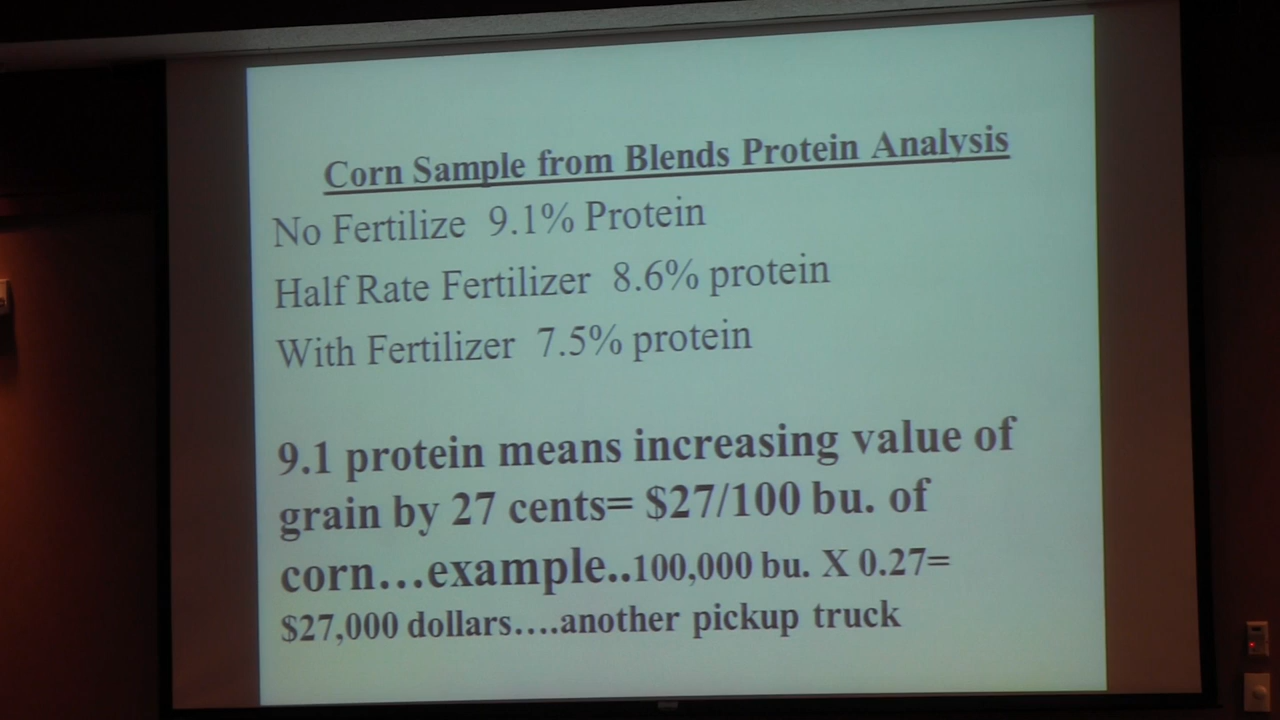 Corn Sample from Blends Protein Analysis
No Fertilize 9.1% Protein
Half Rate Fertilizer 8.6% protein
With Fertilizer 7.5% protein
9.1 protein means increasing value of
grain by 27 cents= $27/100 bu. of
corn...example..100,000 bu. X 0.27=
$27,000 dollars....another pickup truck